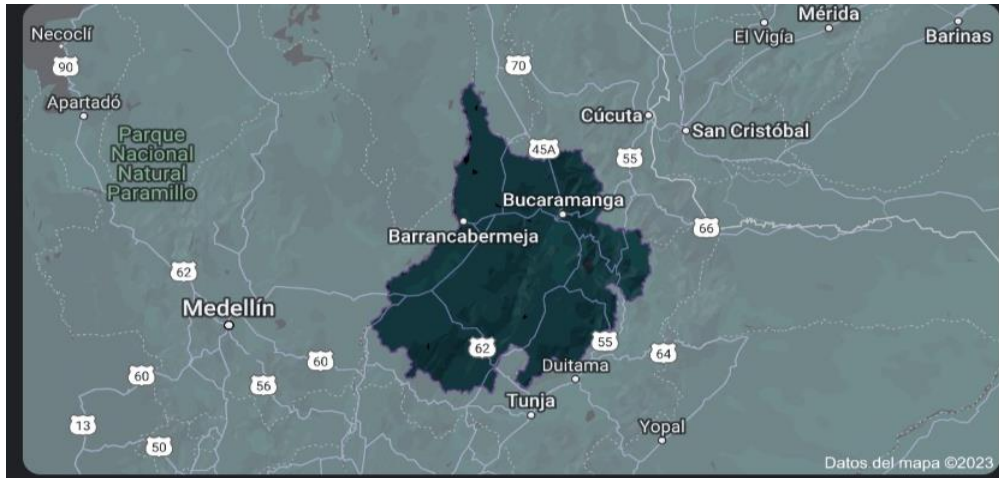 Mérida
Necoclí
El Vigía
Barinas
90
70
Apartadó
Cúcuta
San Cristóbal
Parque
Nacional
Natural
Paramillo
45A
55
Bucaramanga
66
Barrancabermeja
62
Medellín
62
55
64
60
Duitama
60
56
Tunja
13
Yopal
50
Datos del mapa ©2023